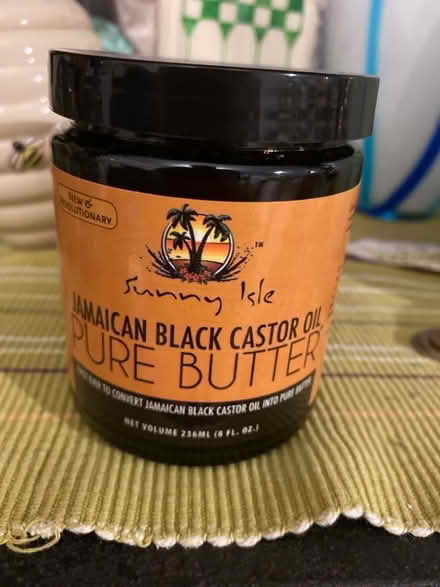 NEW &
REVOLUTIONARY
TM
Sunny Isle
JAMAICAN BLACK CASTOR OIL
PURE BUTTER
TO CONVERT JAMAICAN BLACK CASTOR OIL INTO PURE BUTTER
NET VOLUME 236ML (8 FL. OZ.)